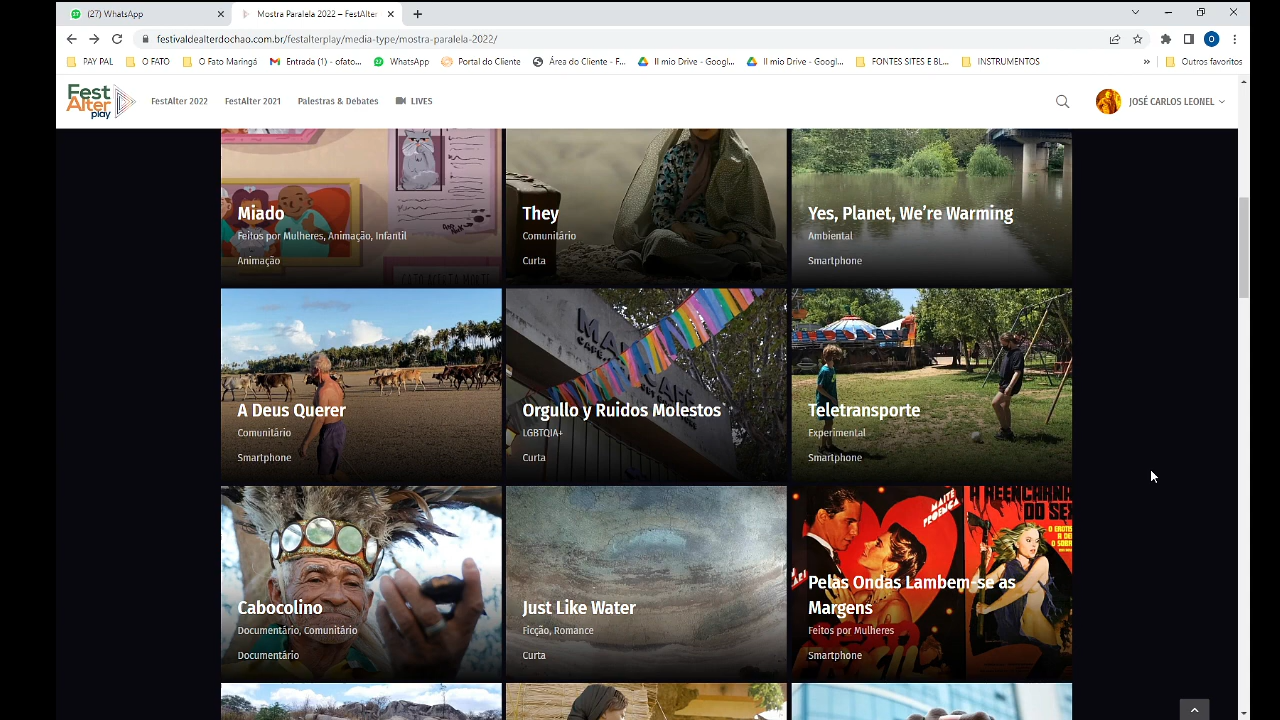 (27) WhatsApp
Mostra Paralela 2022 – FestAlter
festivaldealterdochao.com.br/festalterplay/media-type/mostra-paralela-2022/
O
PAY PAL
O FATO
O Fato Maringá
Entrada (1) - ofato...
WhatsApp
Portal do Cliente
Área do Cliente - F...
Il mio Drive - Googl...
Il mio Drive - Googl...
FONTES SITES E BL...
INSTRUMENTOS
»
Outros favoritos
Fest
Alter
play
FestAlter 2022
FestAlter 2021
Palestras & Debates
LIVES
JOSÉ CARLOS LEONEL
Miado
Feitos por Mulheres, Animação, Infantil
Animação
They
Comunitário
Curta
Yes, Planet, We’re Warming
Ambiental
Smartphone
A Deus Querer
Comunitário
Smartphone
Orgullo y Ruidos Molestos
LGBTQIA+
Curta
Teletransporte
Experimental
Smartphone
MAITÊ
PROENÇA
A REENCARNA
DO SE
Cabocolino
Documentário, Comunitário
Documentário
Just Like Water
Ficção, Romance
Curta
Pelas Ondas Lambem-se as
Margens
Feitos por Mulheres
Smartphone